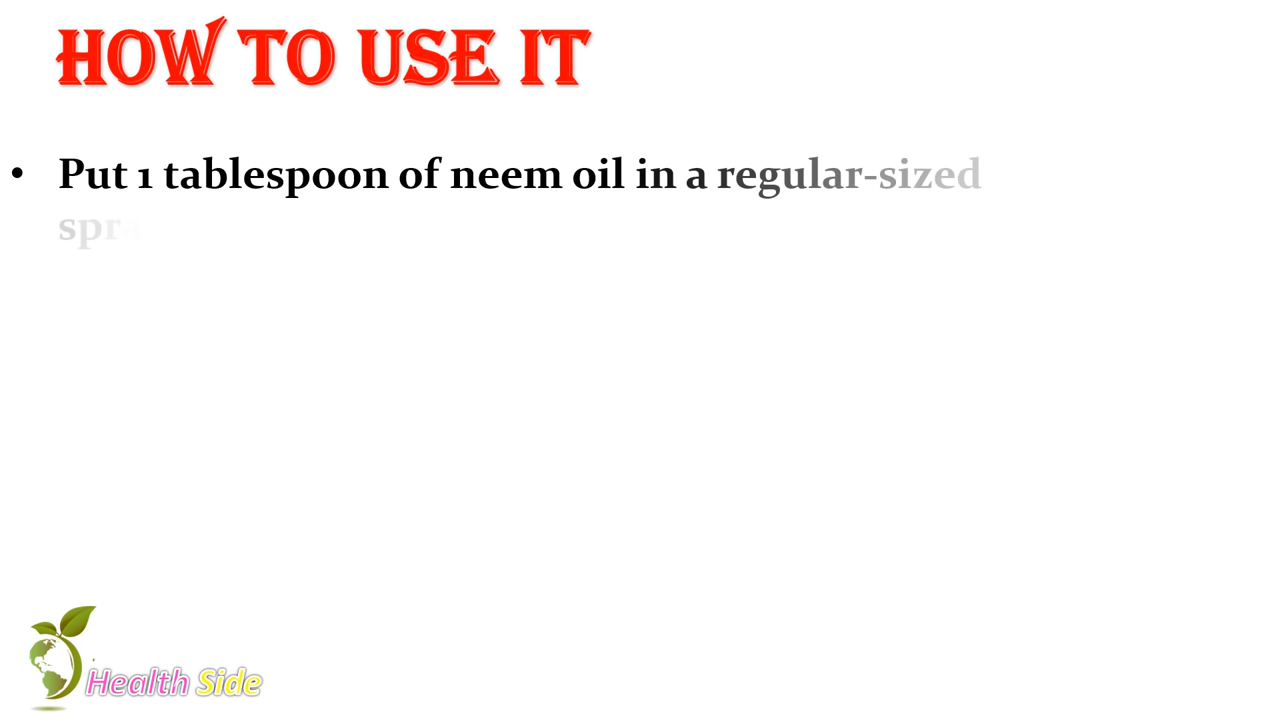 HOW TO USE IT
• Put 1 tablespoon of neem oil in a regular-sized
Health Side